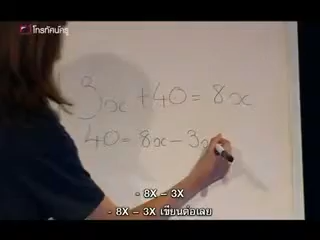 โทรทัศน์ครู
3x + 40 = 8x
40 = 8x - 3x
- 8X - 3X
- 8X - 3X เขียนต่อเลย